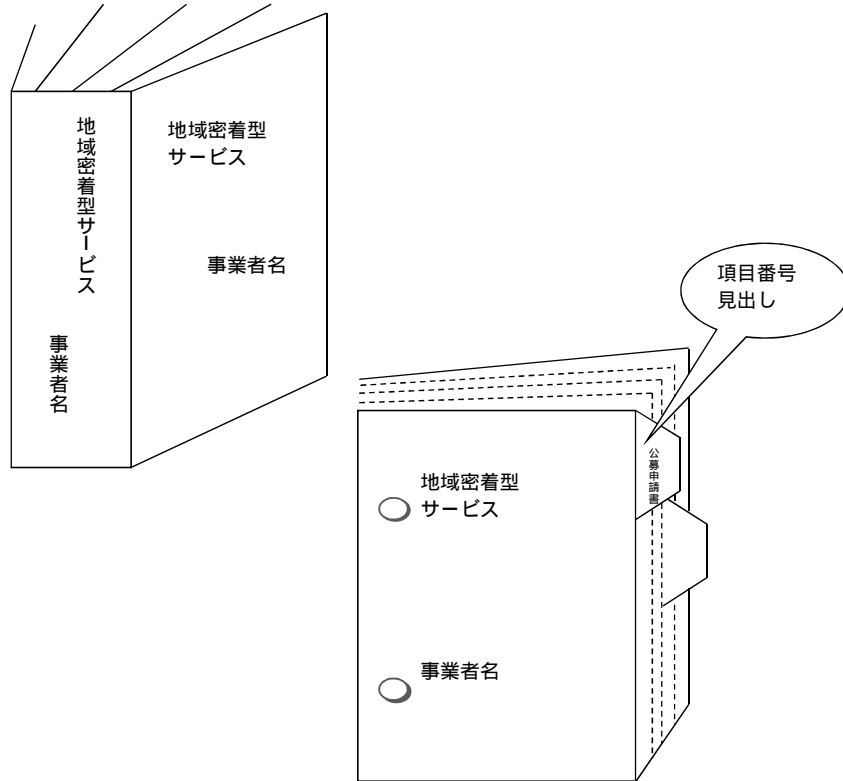 地域密着型サービス
事業者名
地域密着型
サービス
事業者名
項目番号
見出し
公募申請書
地域密着型
サービス
事業者名